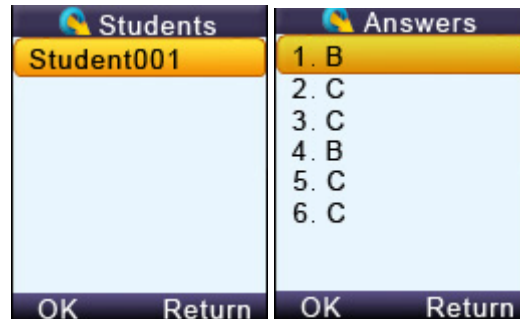 Students
Student001
OK Return
Answers
1. B
2. C
3. C
4. B
5. C
6. C
OK Return